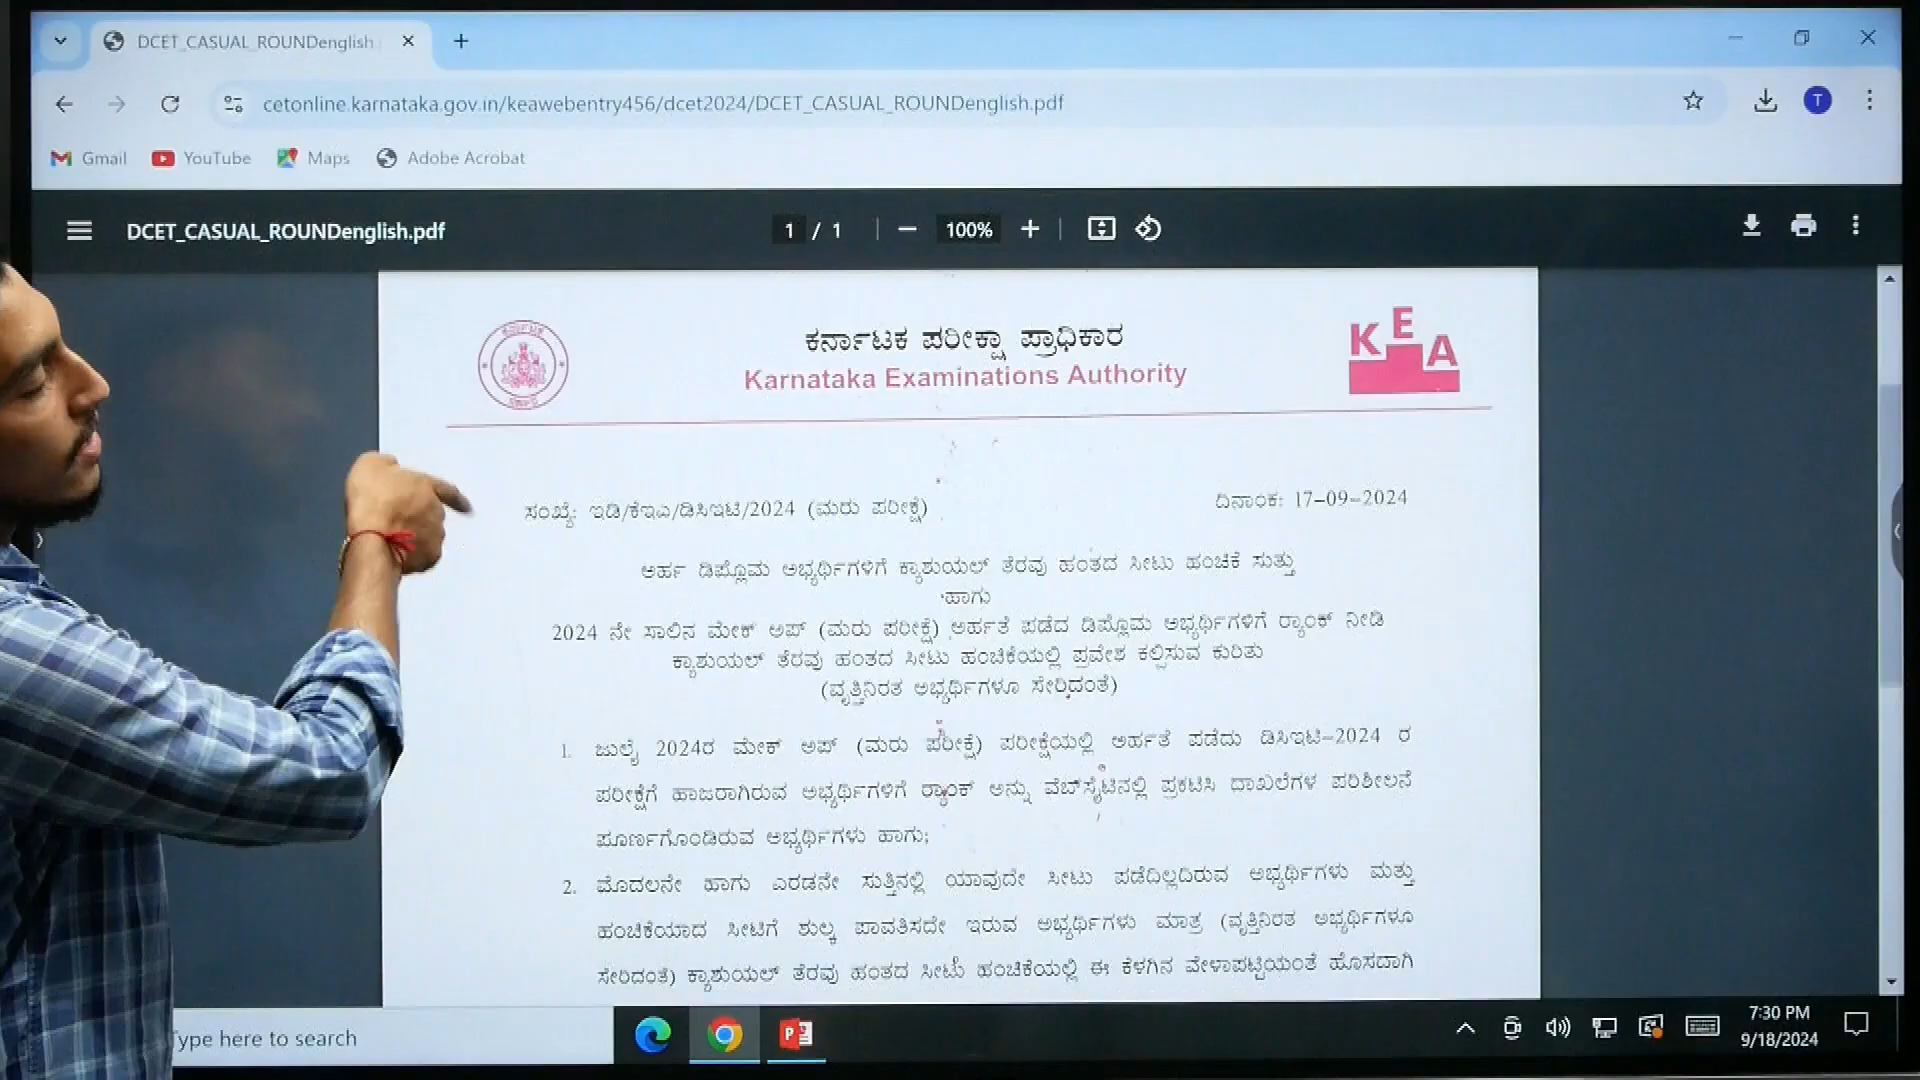 DCET_CASUAL_ROUNDenglish
cetonline.karnataka.gov.in/keawebentry456/dcet2024/DCET_CASUAL_ROUNDenglish.pdf
T
Gmail YouTube Maps Adobe Acrobat
DCET_CASUAL_ROUNDenglish.pdf 1 / 1 100%
ಕರ್ನಾಟಕ ಪರೀಕ್ಷಾ ಪ್ರಾಧಿಕಾರ
Karnataka Examinations Authority
KEA
ಸಂಖ್ಯೆ: ಇಡಿ/ಕೆಇಎ/ಡಿಸಿಇಟಿ/2024 (ಮರು ಪರೀಕ್ಷೆ) ದಿನಾಂಕ: 17-09-2024
ಅರ್ಹ ಡಿಪ್ಲೊಮ ಅಭ್ಯರ್ಥಿಗಳಿಗೆ ಕ್ಯಾಶುಯಲ್ ತೆರವು ಹಂತದ ಸೀಟು ಹಂಚಿಕೆ ಸುತ್ತು
ಹಾಗು
2024 ನೇ ಸಾಲಿನ ಮೇಕ್ ಅಪ್ (ಮರು ಪರೀಕ್ಷೆ) ಅರ್ಹತೆ ಪಡೆದ ಡಿಪ್ಲೊಮ ಅಭ್ಯರ್ಥಿಗಳಿಗೆ ರ‍್ಯಾಂಕ್ ನೀಡಿ
ಕ್ಯಾಶುಯಲ್ ತೆರವು ಹಂತದ ಸೀಟು ಹಂಚಿಕೆಯಲ್ಲಿ ಪ್ರವೇಶ ಕಲ್ಪಿಸುವ ಕುರಿತು
(ವೃತ್ತಿನಿರತ ಅಭ್ಯರ್ಥಿಗಳೂ ಸೇರಿದಂತೆ)
1. ಜುಲೈ 2024ರ ಮೇಕ್ ಅಪ್ (ಮರು ಪರೀಕ್ಷೆ) ಪರೀಕ್ಷೆಯಲ್ಲಿ ಅರ್ಹತೆ ಪಡೆದು ಡಿಸಿಇಟಿ-2024 ರ
ಪರೀಕ್ಷೆಗೆ ಹಾಜರಾಗಿರುವ ಅಭ್ಯರ್ಥಿಗಳಿಗೆ ರ‍್ಯಾಂಕ್ ಅನ್ನು ವೆಬ್‌ಸೈಟಿನಲ್ಲಿ ಪ್ರಕಟಿಸಿ ದಾಖಲೆಗಳ ಪರಿಶೀಲನೆ
ಪೂರ್ಣಗೊಂಡಿರುವ ಅಭ್ಯರ್ಥಿಗಳು ಹಾಗು;
2. ಮೊದಲನೇ ಹಾಗು ಎರಡನೇ ಸುತ್ತಿನಲ್ಲಿ ಯಾವುದೇ ಸೀಟು ಪಡೆದಿಲ್ಲದಿರುವ ಅಭ್ಯರ್ಥಿಗಳು ಮತ್ತು
ಹಂಚಿಕೆಯಾದ ಸೀಟಿಗೆ ಶುಲ್ಕ ಪಾವತಿಸದೇ ಇರುವ ಅಭ್ಯರ್ಥಿಗಳು ಮಾತ್ರ (ವೃತ್ತಿನಿರತ ಅಭ್ಯರ್ಥಿಗಳೂ
ಸೇರಿದಂತೆ) ಕ್ಯಾಶುಯಲ್ ತೆರವು ಹಂತದ ಸೀಟು ಹಂಚಿಕೆಯಲ್ಲಿ ಈ ಕೆಳಗಿನ ವೇಳಾಪಟ್ಟಿಯಂತೆ ಹೊಸದಾಗಿ
Type here to search
7:30 PM
9/18/2024